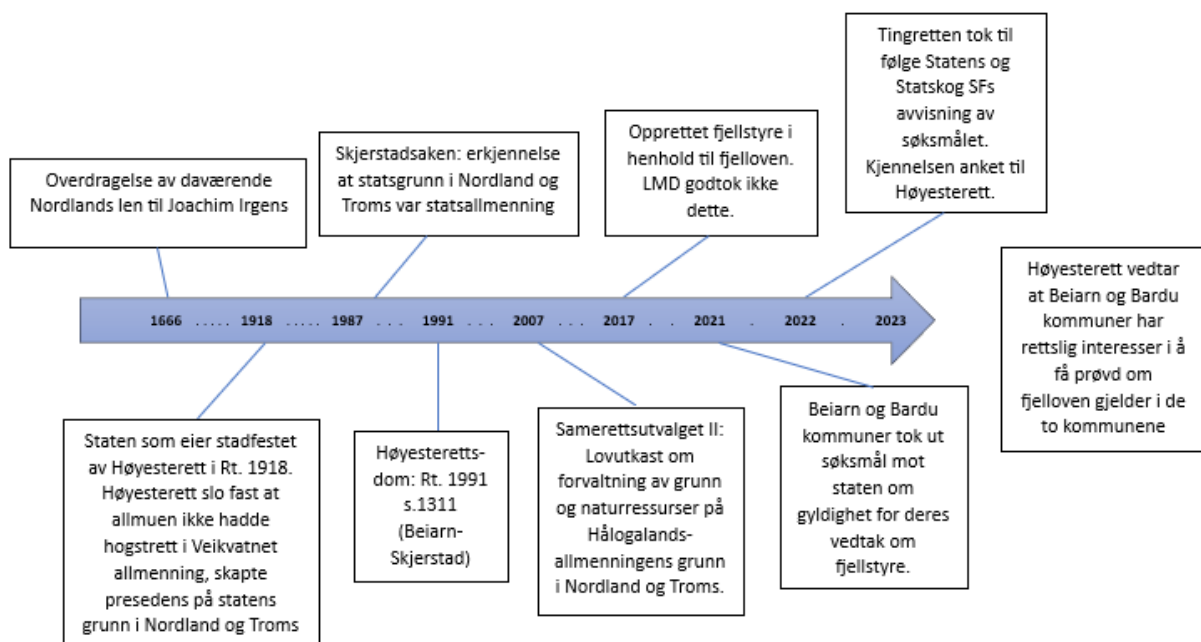 Overdragelse av daværende
Nordlands len til Joachim Irgens
Skjerstadsaken: erkjennelse
at statsgrunn i Nordland og
Troms var statsallmenning
Opprettet fjellstyre i
henhold til fjelloven.
LMD godtok ikke
dette.
Tingretten tok til
følge Statens og
Statskog SFs
avvisning av
søksmålet.
Kjennelsen anket til
Høyesterett.
Høyesterett vedtar
at Beiarn og Bardu
kommuner har
rettslig interesser i å
få prøvd om
fjelloven gjelder i de
to kommunene
1666 ..... 1918 ..... 1987 ... 1991 ... 2007 ... 2017 .. 2021 . 2022 . 2023
Staten som eier stadfestet
av Høyesterett i Rt. 1918.
Høyesterett slo fast at
allmuen ikke hadde
hogstrett i Veikvatnet
allmenning, skapte
presedens på statens
grunn i Nordland og Troms
Høyesteretts-
dom: Rt. 1991
s.1311
(Beiarn-
Skjerstad)
Samerettsutvalget II:
Lovutkast om
forvaltning av grunn
og naturressurser på
Hålogalands-
allmenningens grunn
i Nordland og Troms.
Beiarn og Bardu
kommuner tok ut
søksmål mot
staten om
gyldighet for deres
vedtak om
fjellstyre.